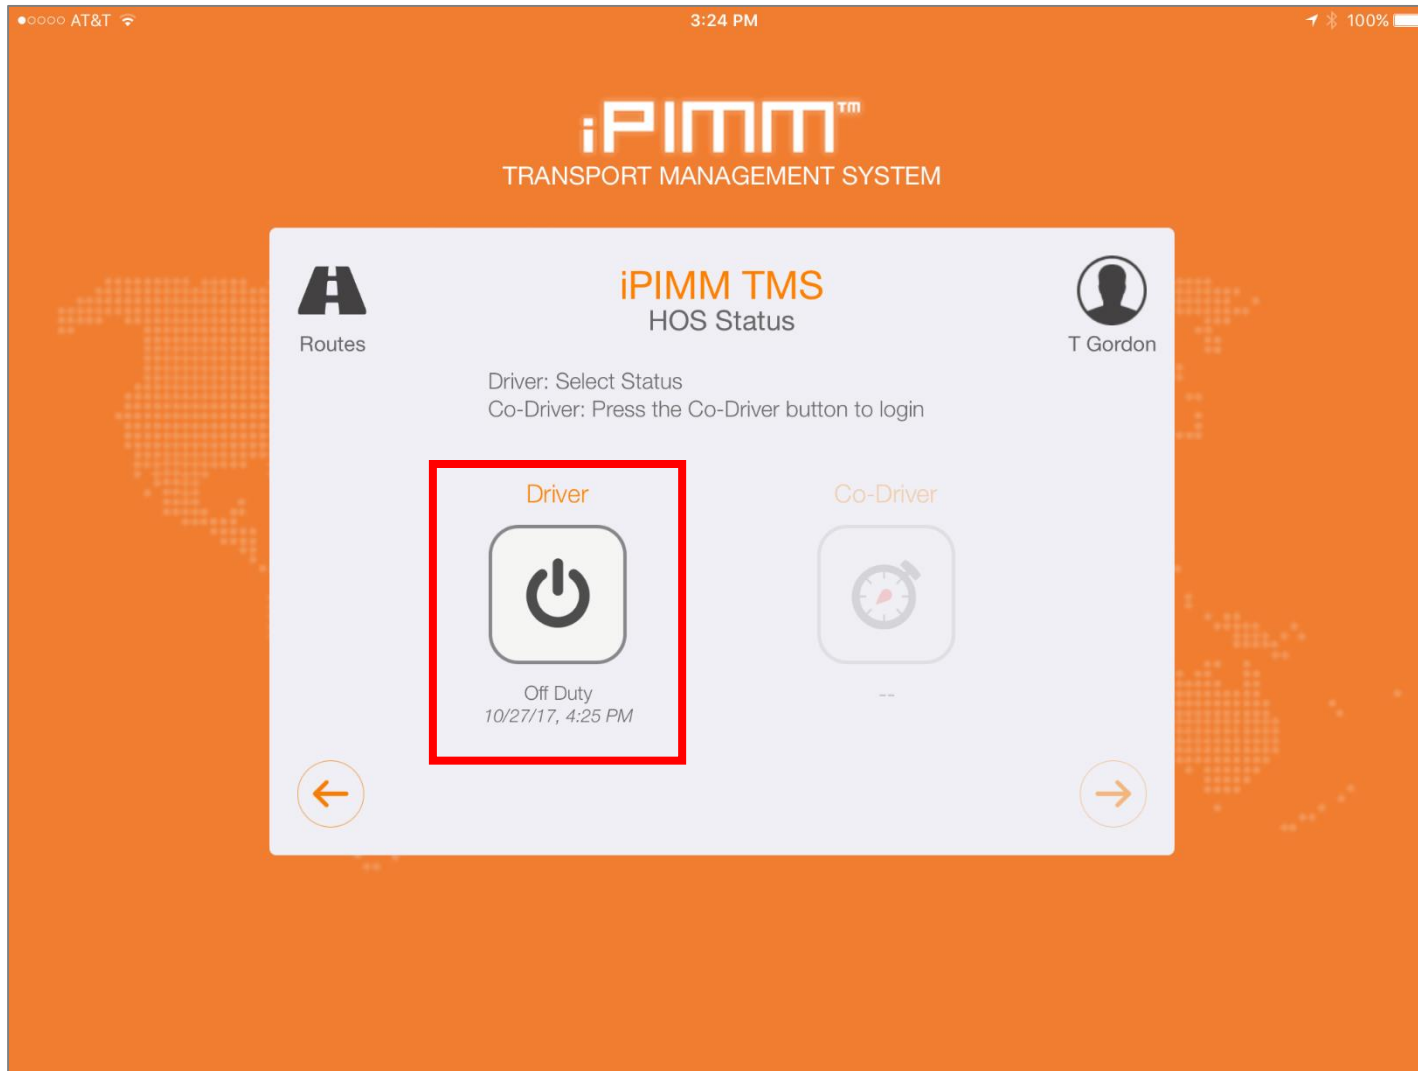 AT&T
3:24 PM
100%
iPIMM™
TRANSPORT MANAGEMENT SYSTEM
iPIMM TMS
HOS Status
Routes
T Gordon
Driver: Select Status
Co-Driver: Press the Co-Driver button to login
Driver
Co-Driver
Off Duty
--
10/27/17, 4:25 PM